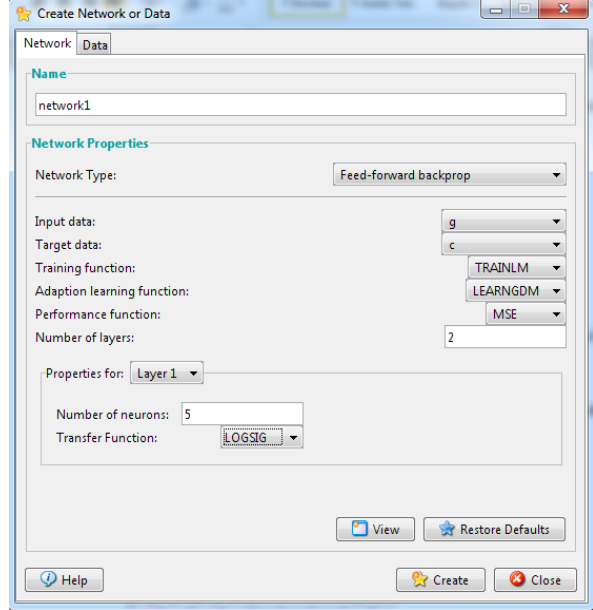 Create Network or Data
Network Data
Name
network1
Network Properties
Network Type: Feed-forward backprop
Input data: g
Target data: c
Training function: TRAINLM
Adaption learning function: LEARNGDM
Performance function: MSE
Number of layers: 2
Properties for: Layer 1
Number of neurons: 5
Transfer Function: LOGSIG
View Restore Defaults
Help Create Close